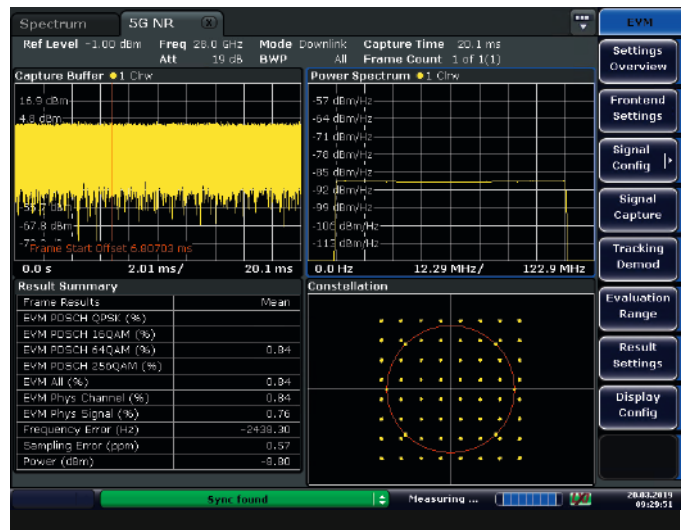 Spectrum 5G NR EVM
Ref Level -1.00 dBm Freq 28.0 GHz Mode Downlink Capture Time 20.1 ms
Att 19 dB BWP All Frame Count 1 of 1(1)
Settings Overview
Capture Buffer 1 Clrw
Power Spectrum 1 Clrw
16.9 dBm
4.8 dBm
-67.8 dBm
Frame Start Offset 6.80703 ms
0.0 s 2.01 ms/ 20.1 ms
-57 dBm/Hz
-64 dBm/Hz
-71 dBm/Hz
-78 dBm/Hz
-85 dBm/Hz
-92 dBm/Hz
-99 dBm/Hz
-106 dBm/Hz
-113 dBm/Hz
0.0 Hz 12.29 MHz/ 122.9 MHz
Frontend Settings
Signal Config
Signal Capture
Tracking Demod
Result Summary
Frame Results Mean
EVM PDSCH QPSK (%)
EVM PDSCH 16QAM (%)
EVM PDSCH 64QAM (%) 0.84
EVM PDSCH 256QAM (%)
EVM All (%) 0.84
EVM Phys Channel (%) 0.84
EVM Phys Signal (%) 0.76
Frequency Error (Hz) -2439.30
Sampling Error (ppm) 0.57
Power (dBm) -9.80
Constellation
Evaluation Range
Result Settings
Display Config
Sync found Measuring ... 20.03.2019
09:29:51